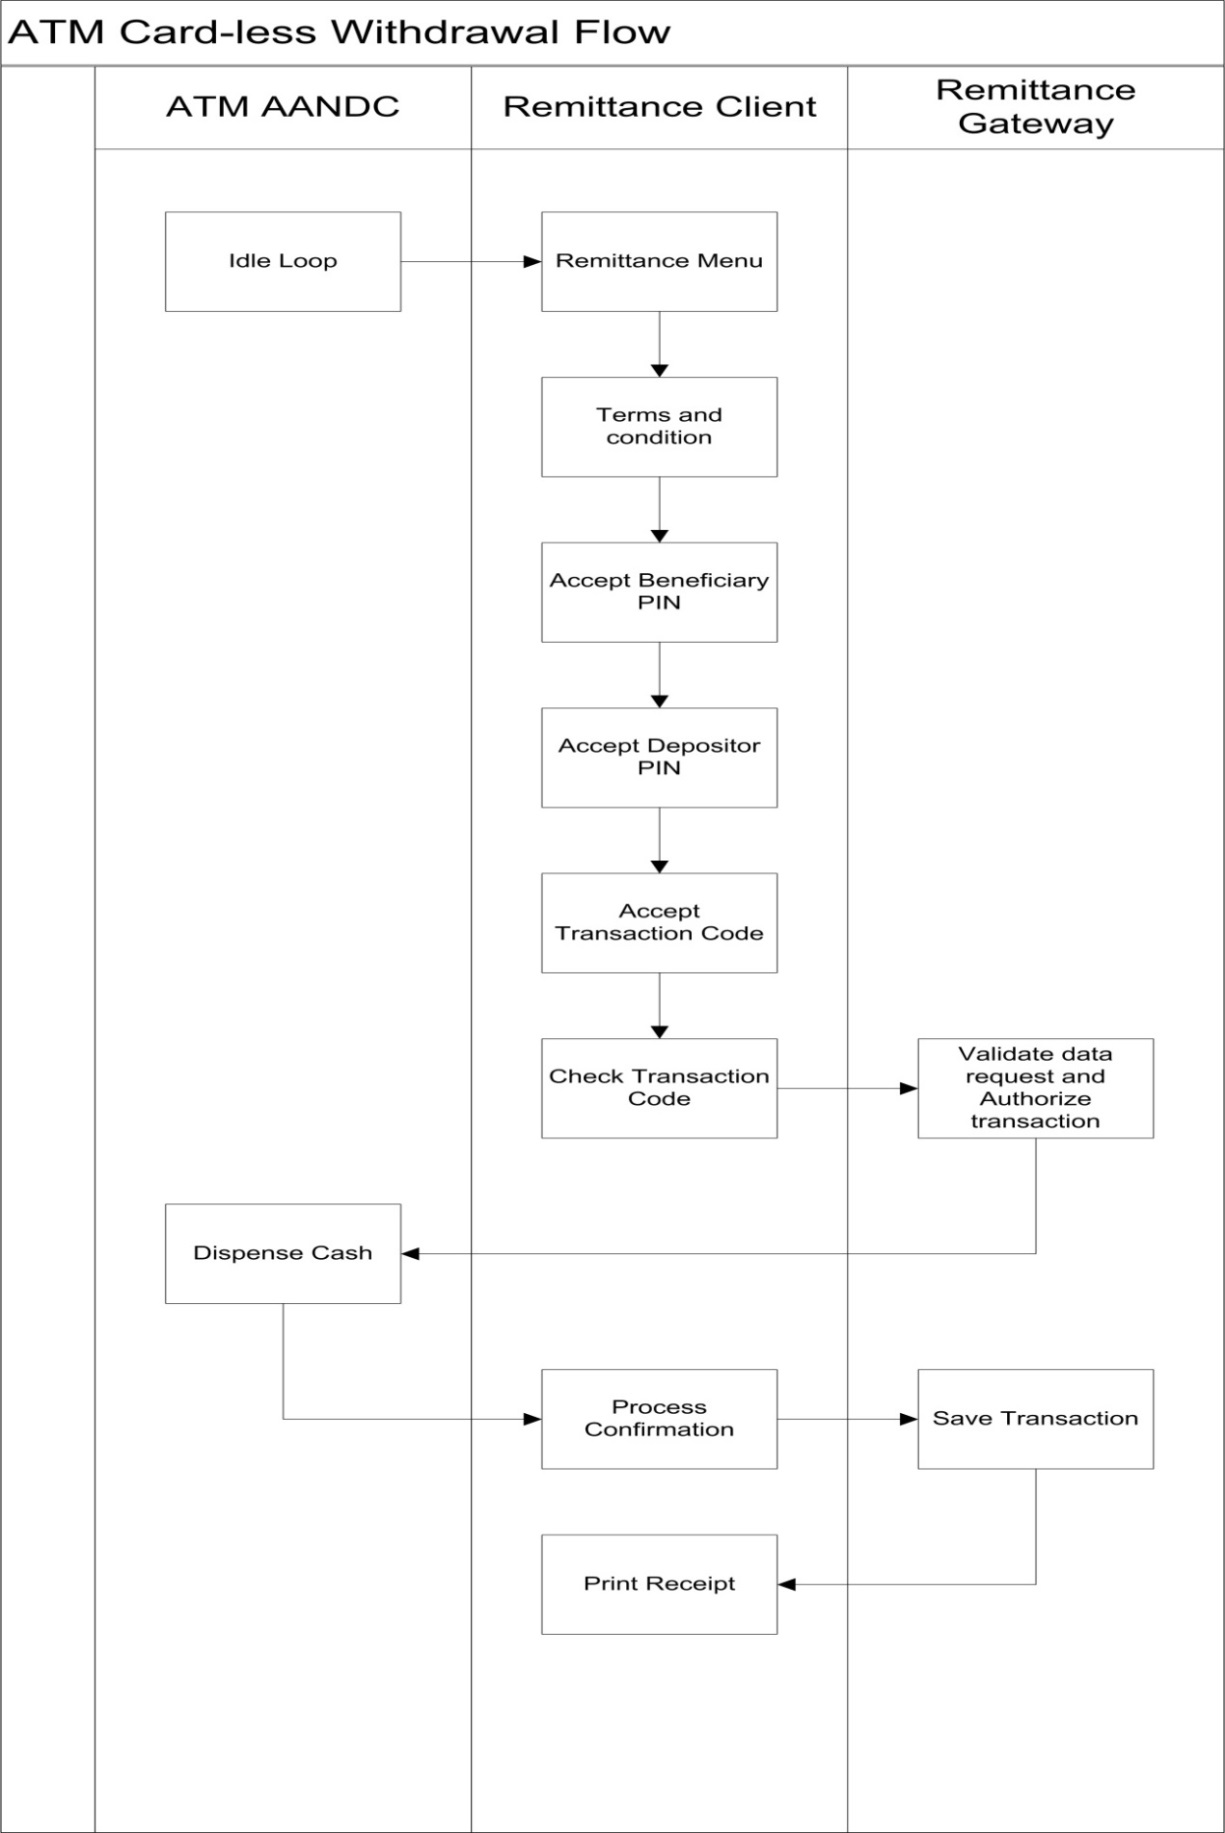 ATM Card-less Withdrawal Flow
ATM AANDC
Remittance Client
Remittance
Gateway
Idle Loop
Remittance Menu
Terms and
condition
Accept Beneficiary
PIN
Accept Depositor
PIN
Accept
Transaction Code
Check Transaction
Code
Validate data
request and
Authorize
transaction
Dispense Cash
Process
Confirmation
Save Transaction
Print Receipt